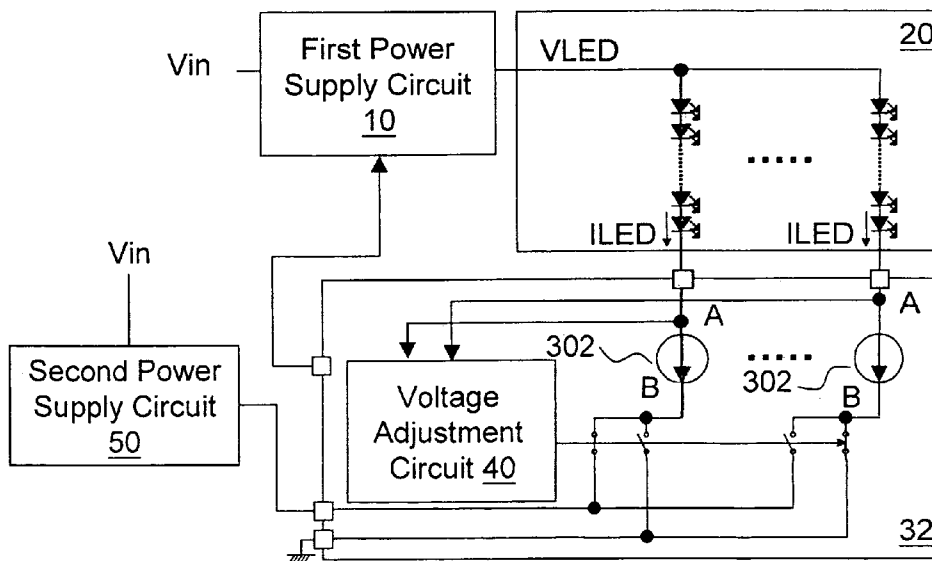 20
First Power
Supply Circuit
10
Vin
VLED
ILED
ILED
Vin
A
A
302
302
Second Power
Supply Circuit
50
Voltage
Adjustment
Circuit 40
B
B
32